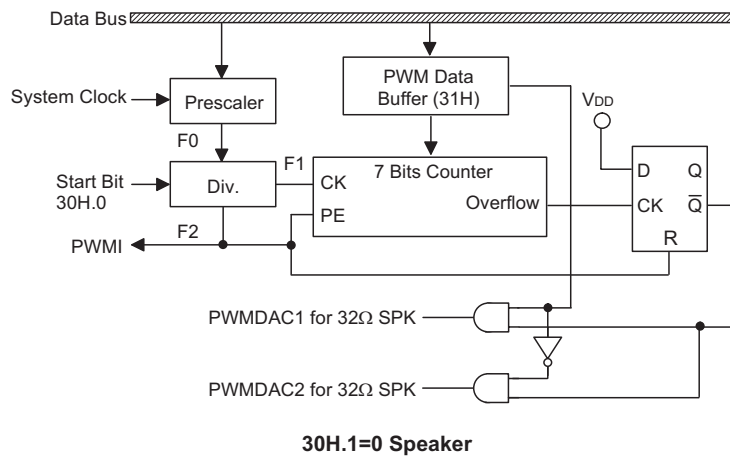 Data Bus
System Clock
Prescaler
PWM Data
Buffer (31H)
VDD
F0
F1
Start Bit
30H.0
Div.
7 Bits Counter
CK
Overflow
PE
D Q
CK Q̅
R
F2
PWMI
PWMDAC1 for 32Ω SPK
PWMDAC2 for 32Ω SPK
30H.1=0 Speaker